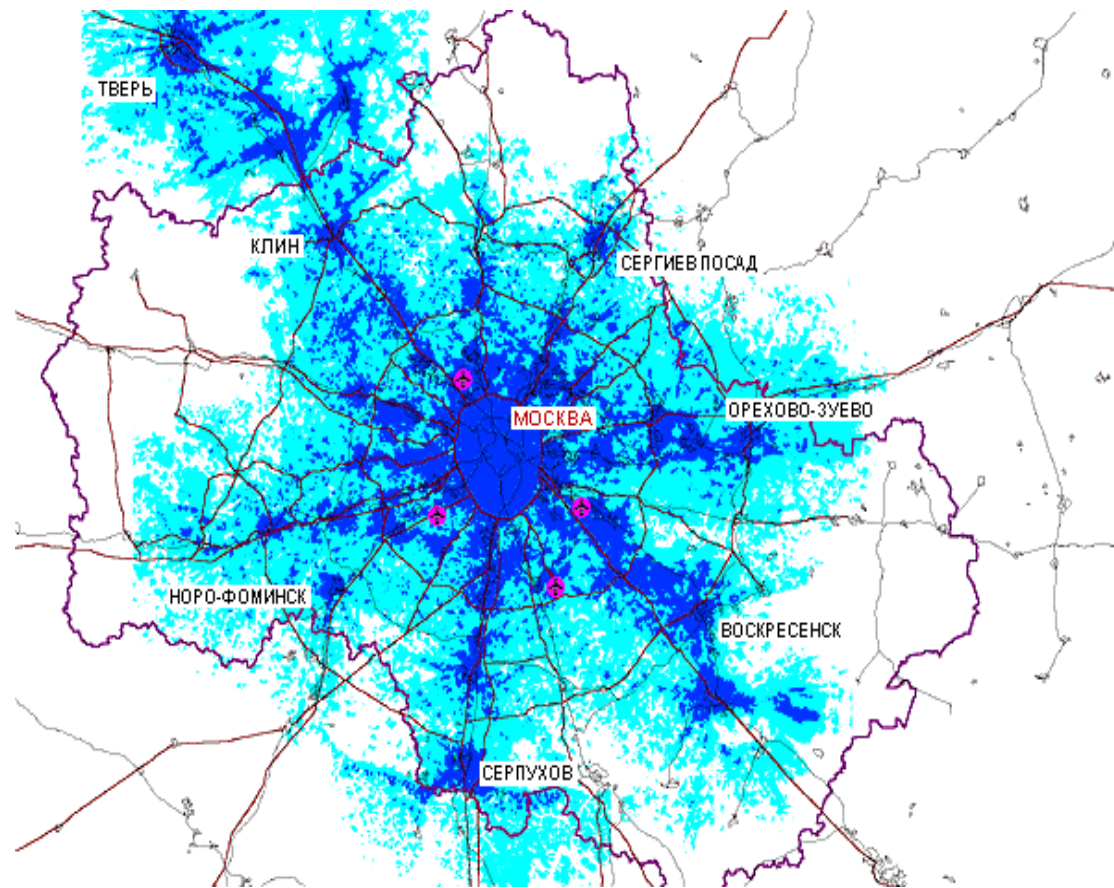 ТВЕРЬ
КЛИН
СЕРГИЕВ ПОСАД
МОСКВА
ОРЕХОВО-ЗУЕВО
НОРО-ФОМИНСК
ВОСКРЕСЕНСК
СЕРПУХОВ